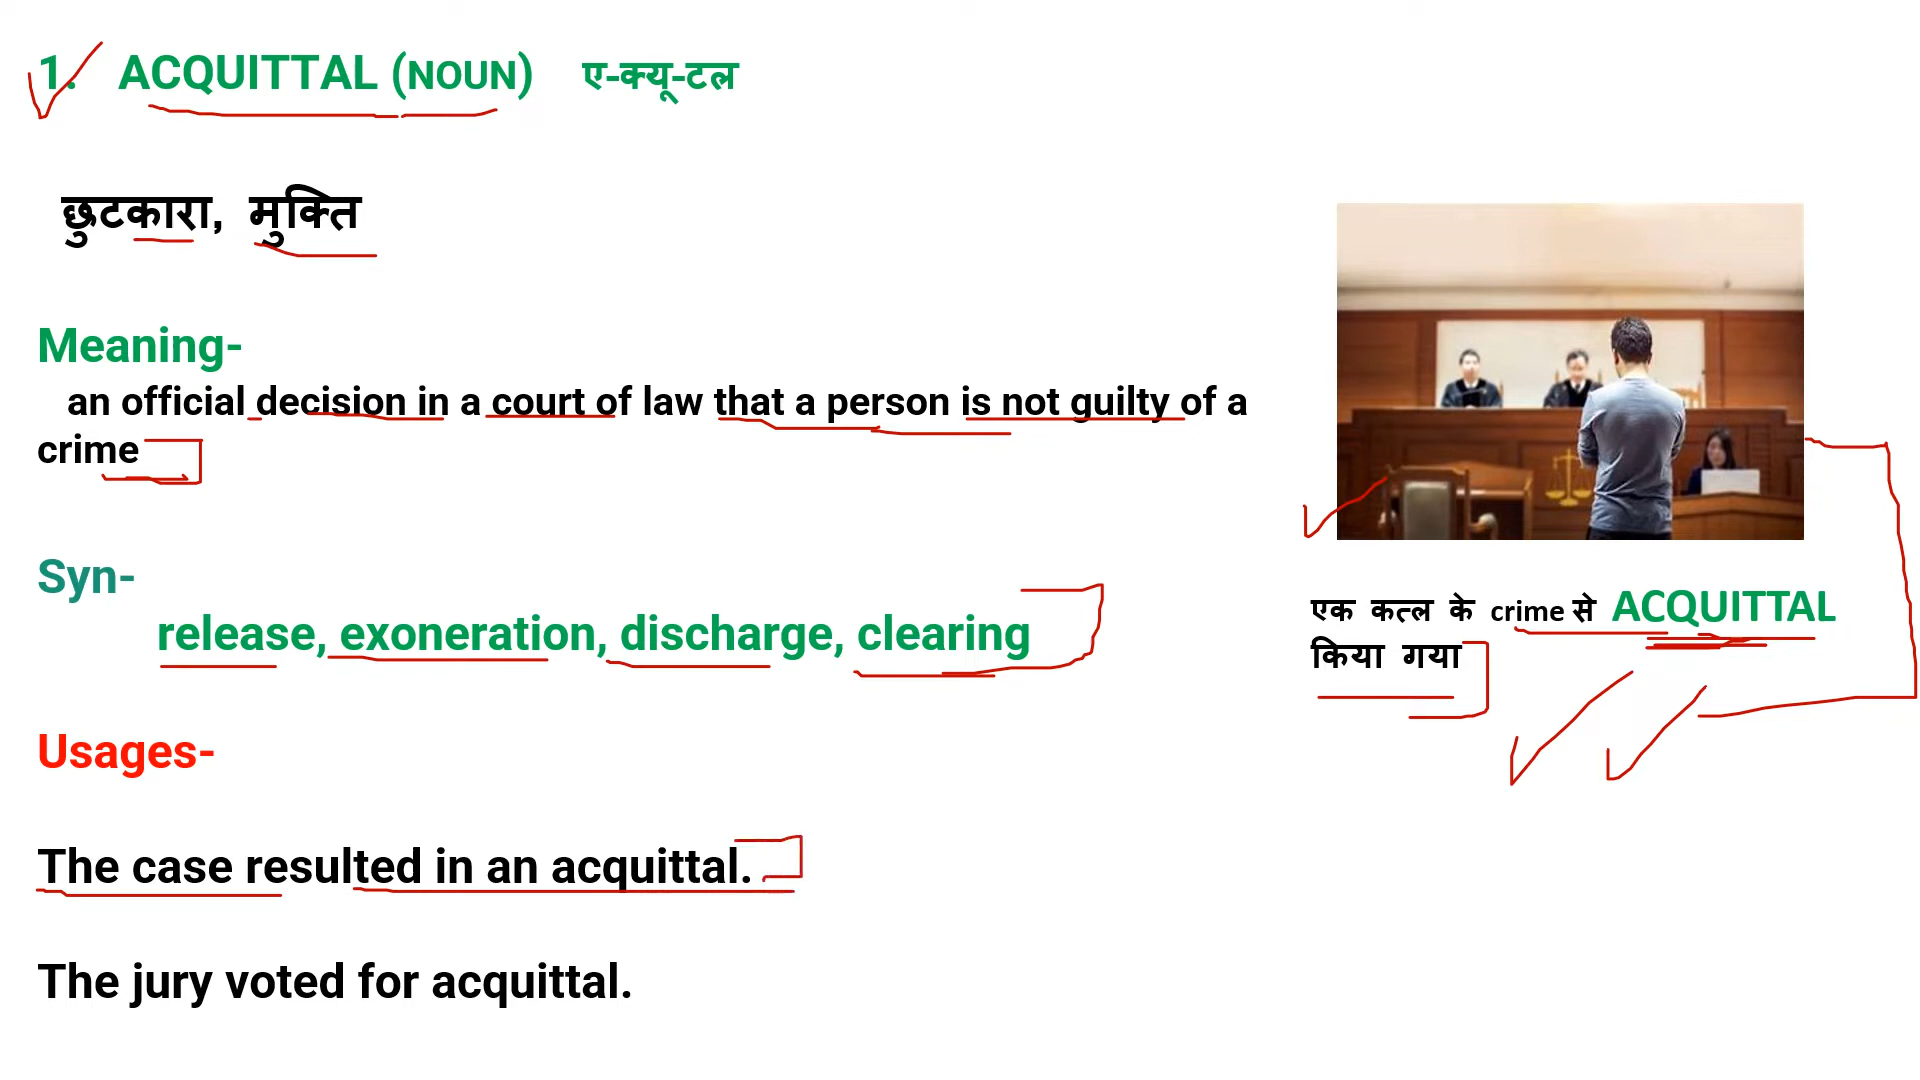 1. ACQUITTAL (NOUN) ए-क्यू-टल
छुटकारा, मुक्ति
Meaning-
an official decision in a court of law that a person is not guilty of a
crime
Syn-
release, exoneration, discharge, clearing
Usages-
The case resulted in an acquittal.
The jury voted for acquittal.
एक कत्ल के crime से ACQUITTAL
किया गया